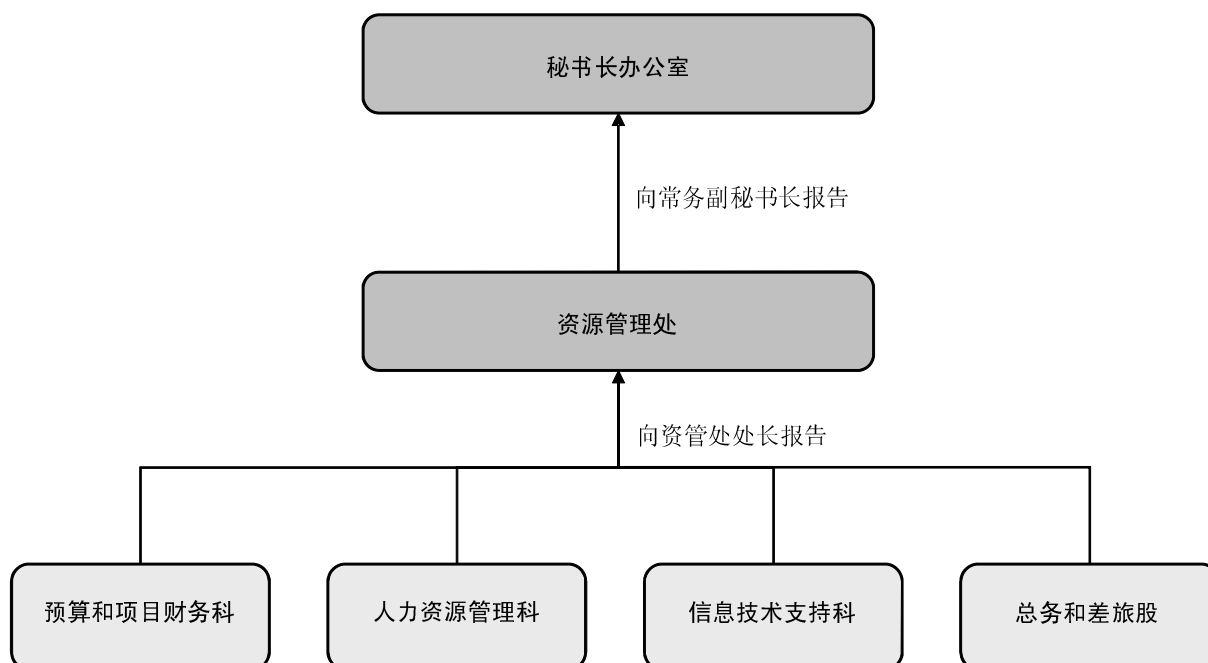 秘书长办公室
向常务副秘书长报告
资源管理处
向资管处处长报告
预算和项目财务科
人力资源管理科
信息技术支持科
总务和差旅股